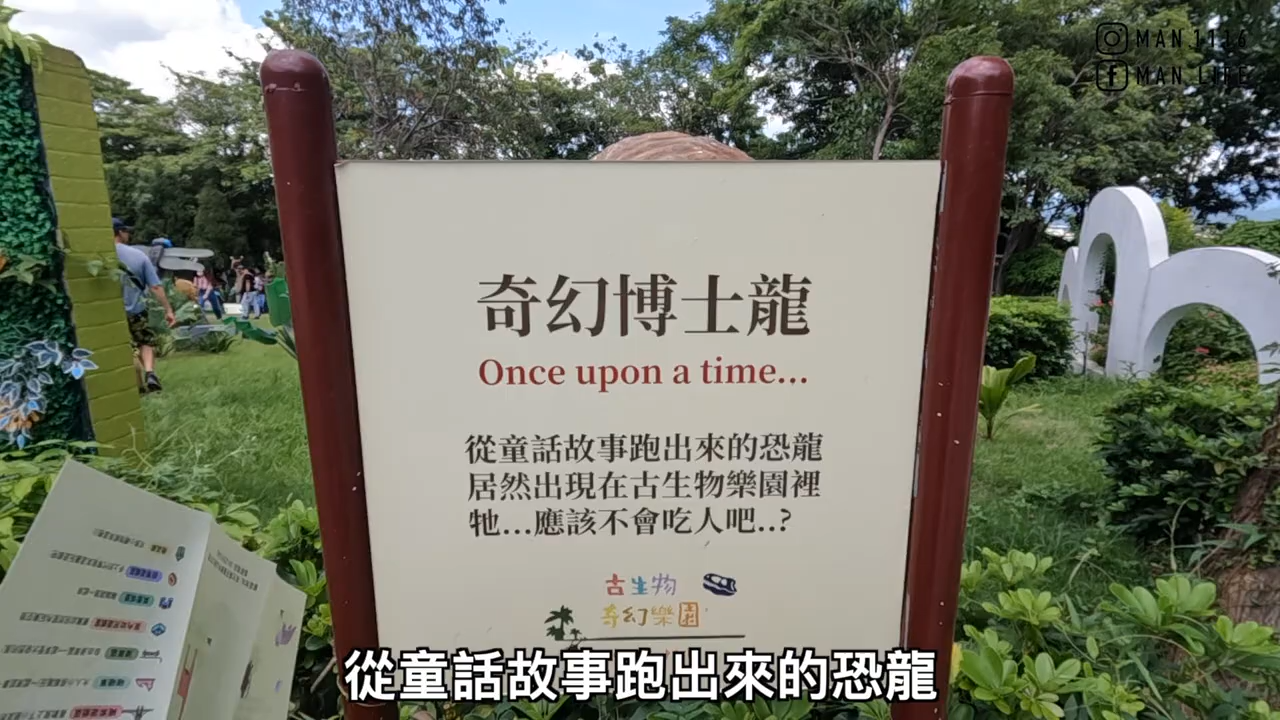 MAN 1116
MAN LIFE
奇幻博士龍
Once upon a time...
從童話故事跑出來的恐龍
居然出現在古生物樂園裡
牠...應該不會吃人吧..?
古生物
奇幻樂園
從童話故事跑出來的恐龍